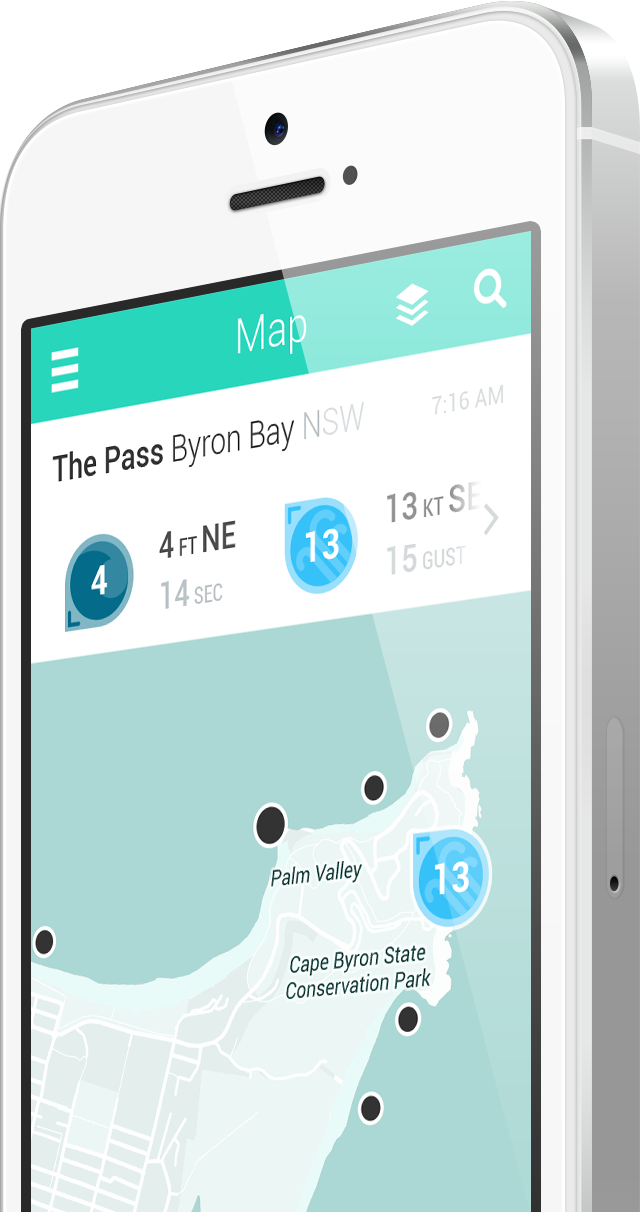 Map
The Pass Byron Bay NSW
7:16 AM
4
4 FT NE
14 SEC
13
13 KT SE
15 GUST
Palm Valley
13
Cape Byron State
Conservation Park